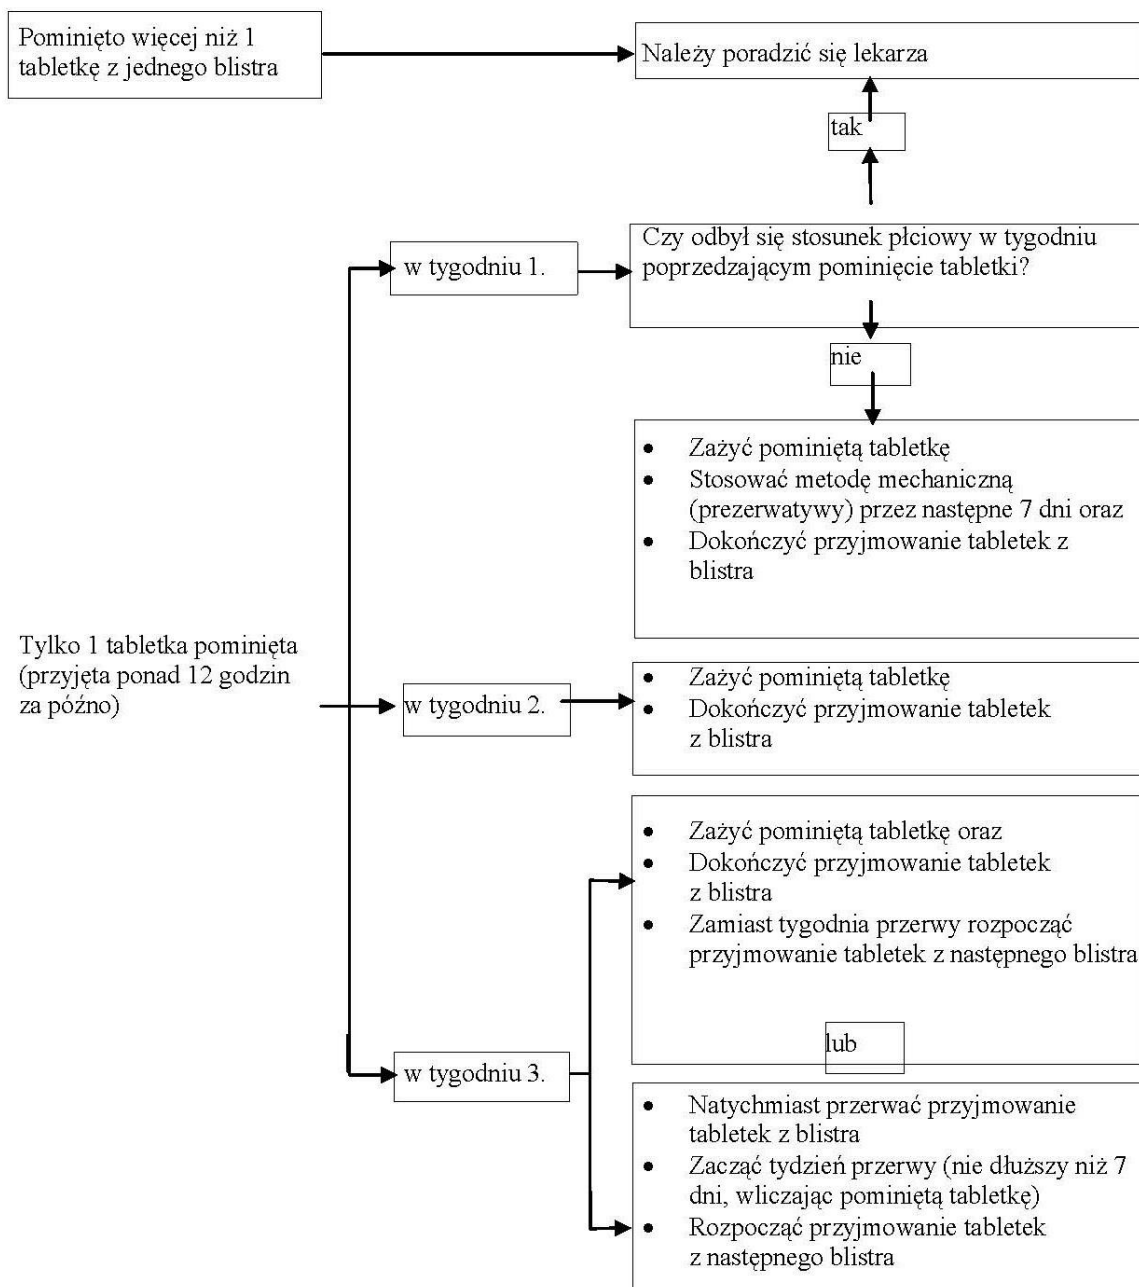 Pominięto więcej niż 1
tabletkę z jednego blistra
Należy poradzić się lekarza
tak
w tygodniu 1.
Czy odbył się stosunek płciowy w tygodniu
poprzedzającym pominięcie tabletki?
nie
• Zażyć pominiętą tabletkę
• Stosować metodę mechaniczną
(prezerwatywy) przez następne 7 dni oraz
• Dokończyć przyjmowanie tabletek z
blistra
Tylko 1 tabletka pominięta
(przyjęta ponad 12 godzin
za późno)
w tygodniu 2.
• Zażyć pominiętą tabletkę
• Dokończyć przyjmowanie tabletek
z blistra
w tygodniu 3.
• Zażyć pominiętą tabletkę oraz
• Dokończyć przyjmowanie tabletek
z blistra
• Zamiast tygodnia przerwy rozpocząć
przyjmowanie tabletek z następnego blistra
lub
• Natychmiast przerwać przyjmowanie
tabletek z blistra
• Zacząć tydzień przerwy (nie dłuższy niż 7
dni, wliczając pominiętą tabletkę)
• Rozpocząć przyjmowanie tabletek
z następnego blistra